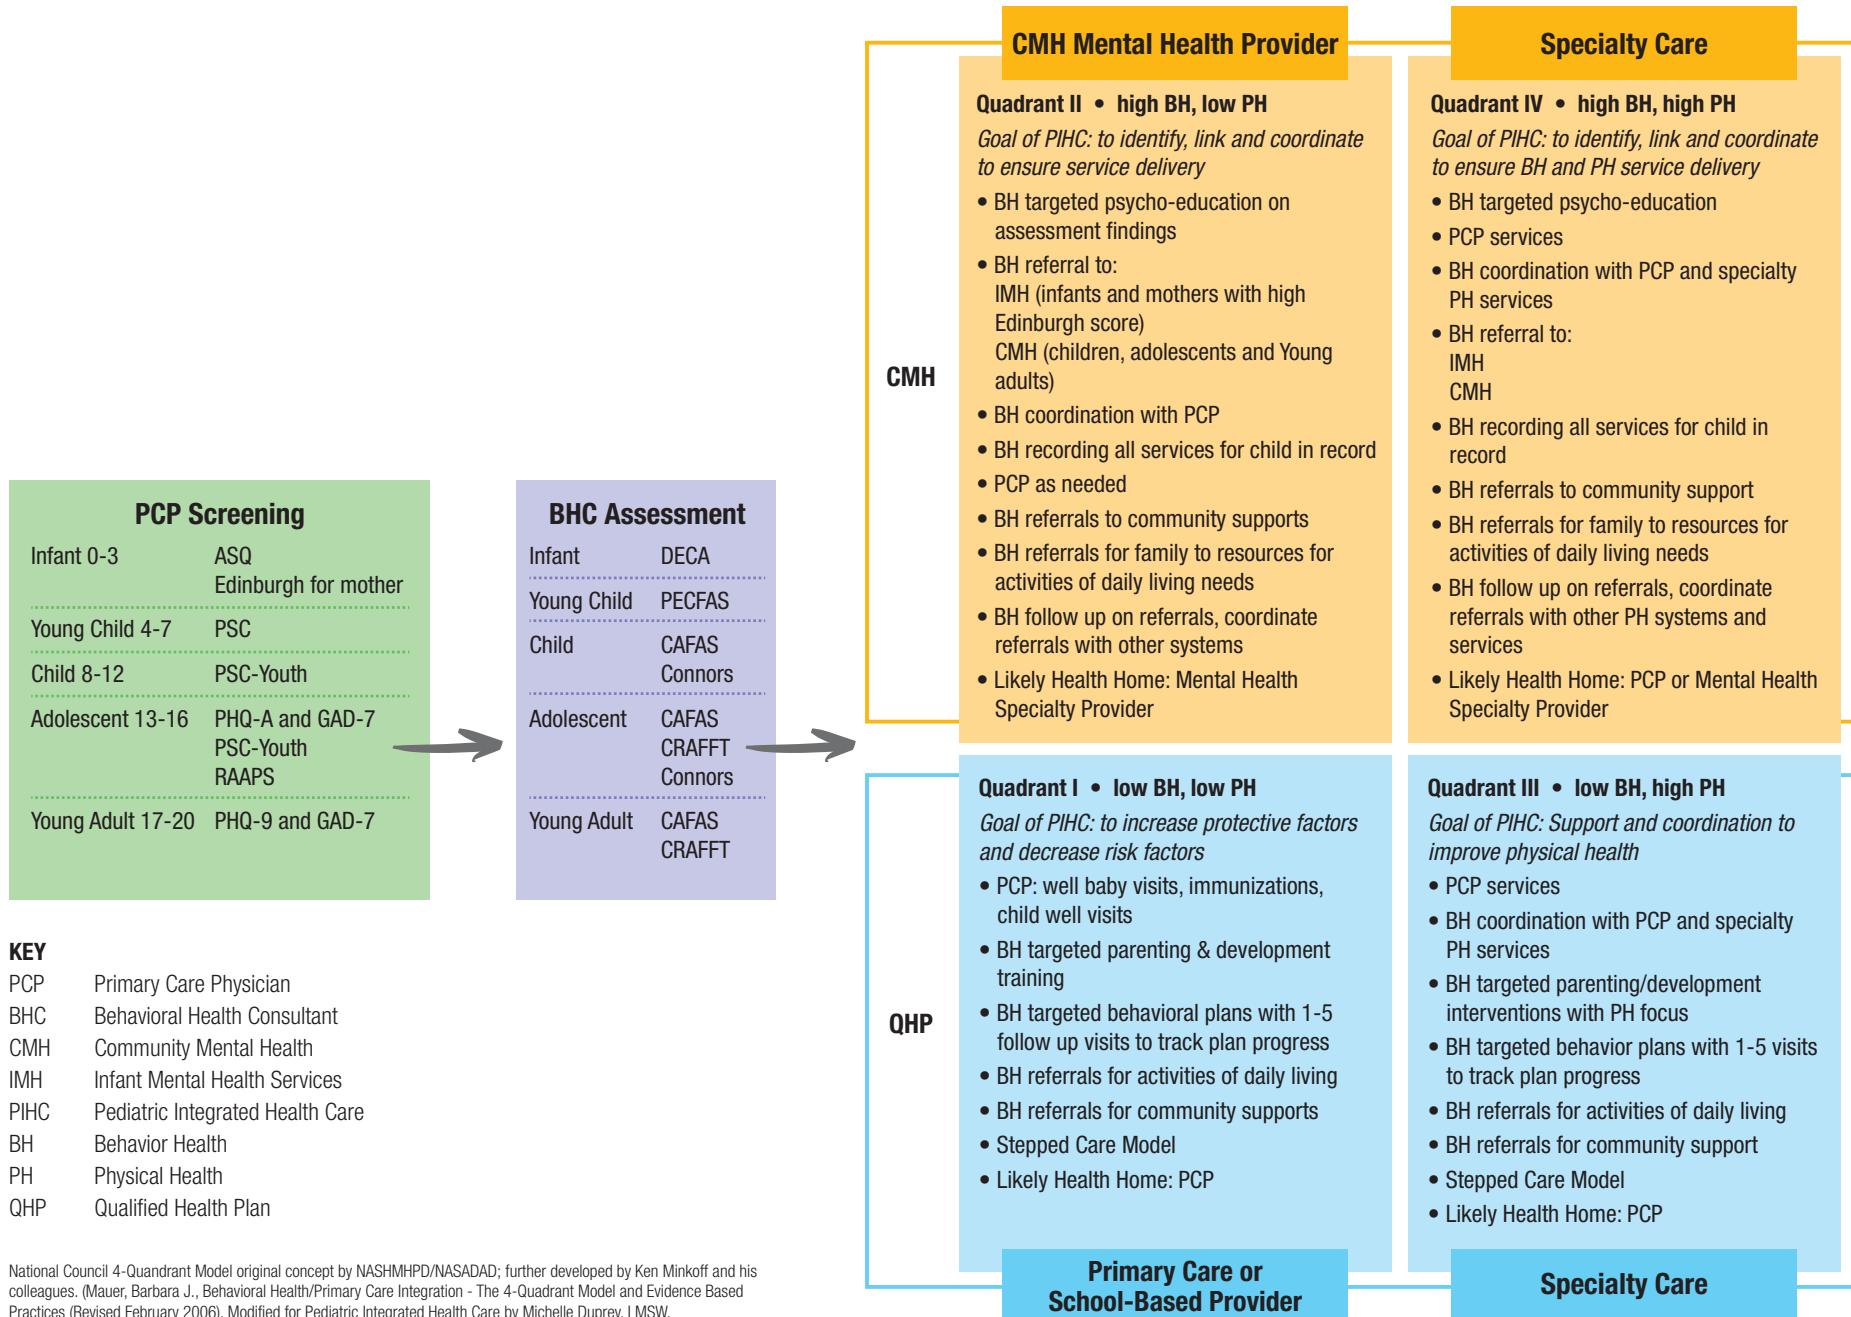 PCP Screening
Infant 0-3 ASQ
Edinburgh for mother
Young Child 4-7 PSC
Child 8-12 PSC-Youth
Adolescent 13-16 PHQ-A and GAD-7
PSC-Youth
RAAPS
Young Adult 17-20 PHQ-9 and GAD-7
BHC Assessment
Infant DECA
Young Child PECFAS
Child CAFAS
Connors
Adolescent CAFAS
CRAFFT
Connors
Young Adult CAFAS
CRAFFT
CMH
CMH Mental Health Provider
Quadrant II • high BH, low PH
Goal of PIHC: to identify, link and coordinate
to ensure service delivery
• BH targeted psycho-education on
assessment findings
• BH referral to:
IMH (infants and mothers with high
Edinburgh score)
CMH (children, adolescents and Young
adults)
• BH coordination with PCP
• BH recording all services for child in record
• PCP as needed
• BH referrals to community supports
• BH referrals for family to resources for
activities of daily living needs
• BH follow up on referrals, coordinate
referrals with other systems
• Likely Health Home: Mental Health
Specialty Provider
Specialty Care
Quadrant IV • high BH, high PH
Goal of PIHC: to identify, link and coordinate
to ensure BH and PH service delivery
• BH targeted psycho-education
• PCP services
• BH coordination with PCP and specialty
PH services
• BH referral to:
IMH
CMH
• BH recording all services for child in
record
• BH referrals to community support
• BH referrals for family to resources for
activities of daily living needs
• BH follow up on referrals, coordinate
referrals with other PH systems and
services
• Likely Health Home: PCP or Mental Health
Specialty Provider
QHP
Quadrant I • low BH, low PH
Goal of PIHC: to increase protective factors
and decrease risk factors
• PCP: well baby visits, immunizations,
child well visits
• BH targeted parenting & development
training
• BH targeted behavioral plans with 1-5
follow up visits to track plan progress
• BH referrals for activities of daily living
• BH referrals for community supports
• Stepped Care Model
• Likely Health Home: PCP
Primary Care or
School-Based Provider
Quadrant III • low BH, high PH
Goal of PIHC: Support and coordination to
improve physical health
• PCP services
• BH coordination with PCP and specialty
PH services
• BH targeted parenting/development
interventions with PH focus
• BH targeted behavior plans with 1-5 visits
to track plan progress
• BH referrals for activities of daily living
• BH referrals for community support
• Stepped Care Model
• Likely Health Home: PCP
Specialty Care
KEY
PCP Primary Care Physician
BHC Behavioral Health Consultant
CMH Community Mental Health
IMH Infant Mental Health Services
PIHC Pediatric Integrated Health Care
BH Behavior Health
PH Physical Health
QHP Qualified Health Plan
National Council 4-Quandrant Model original concept by NASHMHPD/NASADAD; further developed by Ken Minkoff and his
colleagues. (Mauer, Barbara J., Behavioral Health/Primary Care Integration - The 4-Quadrant Model and Evidence Based
Practices (Revised February 2006). Modified for Pediatric Integrated Health Care by Michelle Duprey, LMSW.